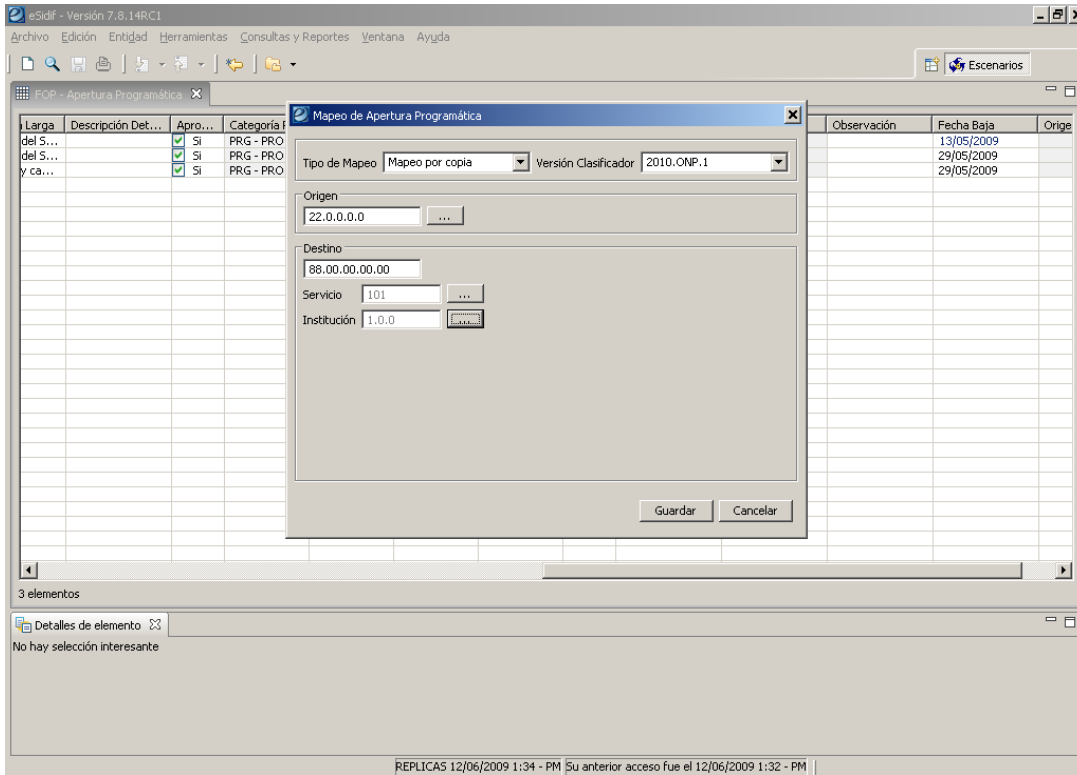 eSidif - Versión 7.8.14RC1
Archivo Edición Entidad Herramientas Consultas y Reportes Ventana Ayuda
Escenarios
FOP - Apertura Programática
Larga Descripción Det... Apro... Categoría Observación Fecha Baja Orige
del S... Si PRG - PRO 13/05/2009
del S... Si PRG - PRO 29/05/2009
y ca... Si PRG - PRO 29/05/2009
Mapeo de Apertura Programática
Tipo de Mapeo Mapeo por copia Versión Clasificador 2010.ONP.1
Origen
22.0.0.0.0 ...
Destino
88.00.00.00.00
Servicio 101 ...
Institución 1.0.0 ...
Guardar Cancelar
3 elementos
Detalles de elemento
No hay selección interesante
REPLICAS 12/06/2009 1:34 - PM Su anterior acceso fue el 12/06/2009 1:32 - PM